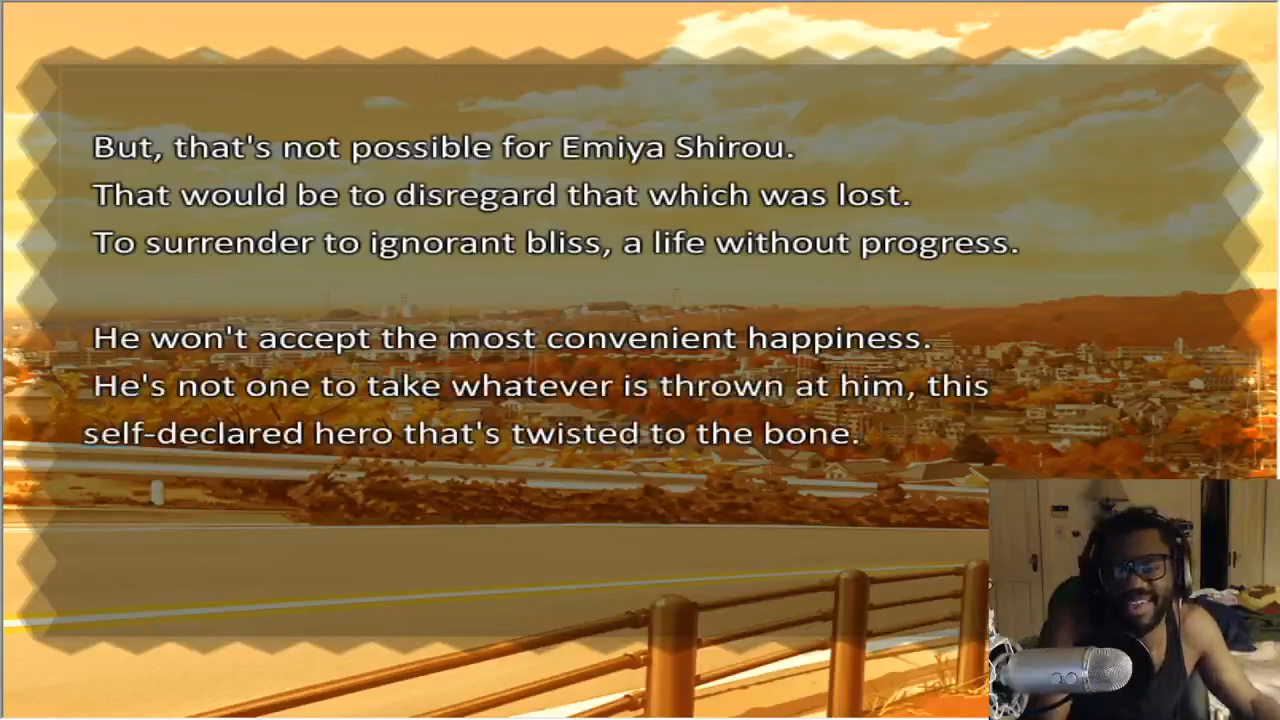 But, that's not possible for Emiya Shirou.
That would be to disregard that which was lost.
To surrender to ignorant bliss, a life without progress.
He won't accept the most convenient happiness.
He's not one to take whatever is thrown at him, this
self-declared hero that's twisted to the bone.